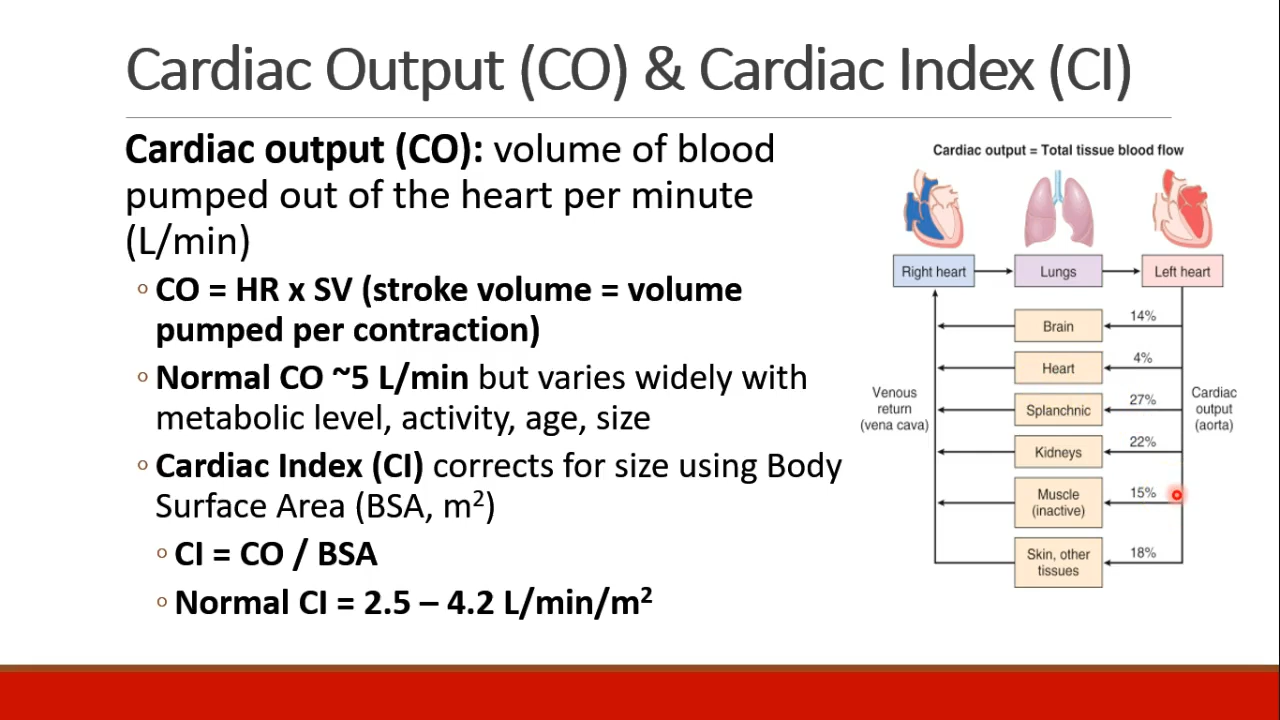 Cardiac Output (CO) & Cardiac Index (CI)
Cardiac output (CO): volume of blood
pumped out of the heart per minute
(L/min)
◦ CO = HR x SV (stroke volume = volume
pumped per contraction)
◦ Normal CO ~5 L/min but varies widely with
metabolic level, activity, age, size
◦ Cardiac Index (CI) corrects for size using Body
Surface Area (BSA, m²)
◦ CI = CO / BSA
◦ Normal CI = 2.5 – 4.2 L/min/m²
Cardiac output = Total tissue blood flow
Right heart
Lungs
Left heart
Brain
14%
Heart
4%
Splanchnic
27%
Kidneys
22%
Muscle
(inactive)
15%
Skin, other
tissues
18%
Venous
return
(vena cava)
Cardiac
output
(aorta)